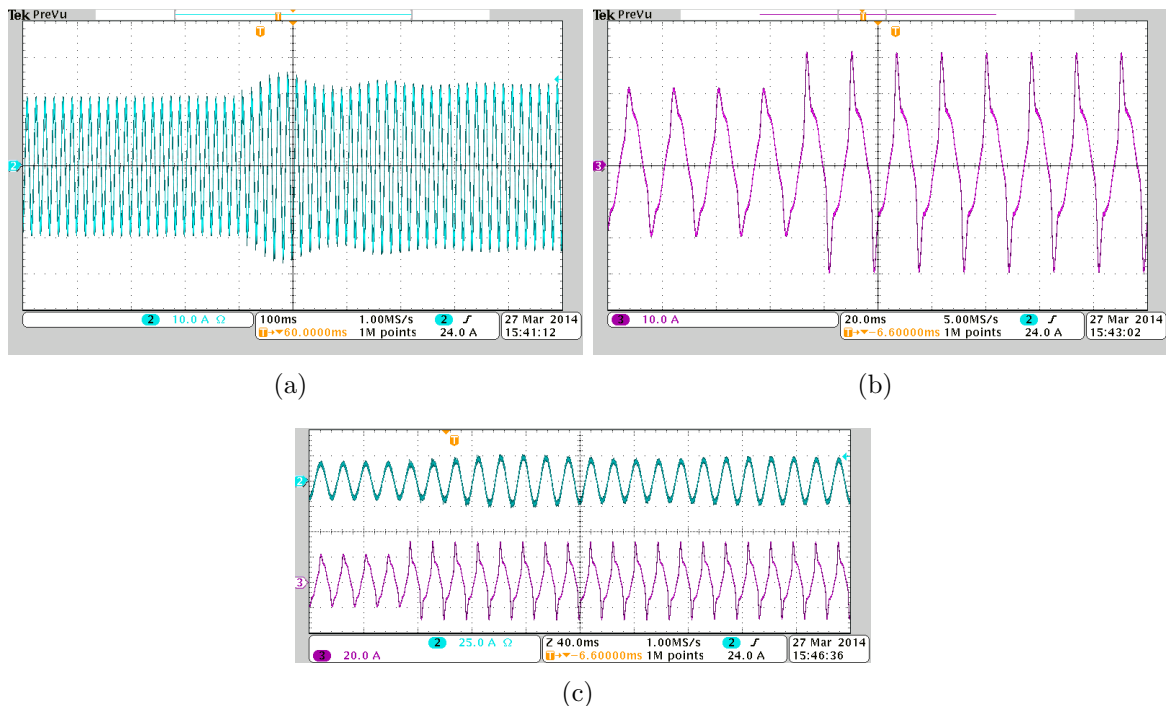 Tek PreVu
T
T
2
2 10.0 A Ω
100ms 1.00MS/s 2 ∫
T→▼60.0000ms 1M points 24.0 A
27 Mar 2014
15:41:12
(a)
Tek PreVu
T
T
3
3 10.0 A
20.0ms 5.00MS/s 2 ∫
T→▼-6.60000ms 1M points 24.0 A
27 Mar 2014
15:43:02
(b)
T
2
3
2 25.0 A Ω
3 20.0 A
Z 40.0ms 1.00MS/s 2 ∫
T→▼-6.60000ms 1M points 24.0 A
27 Mar 2014
15:46:36
(c)